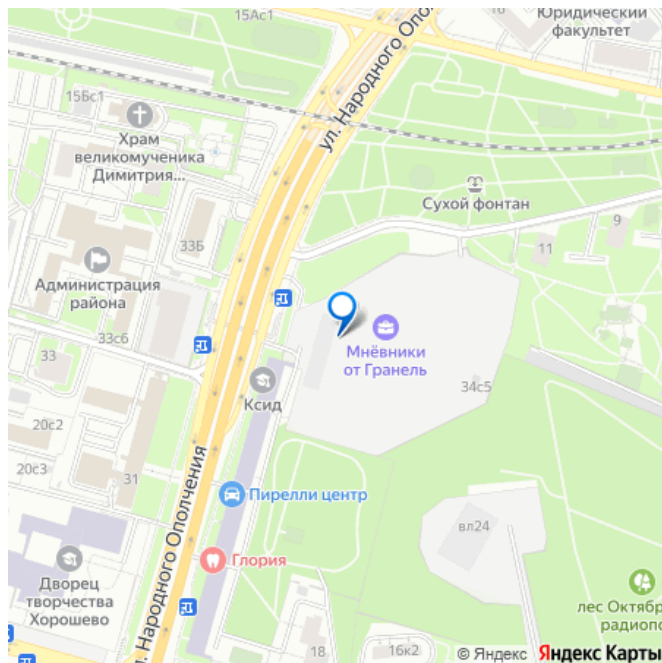 15Ас1
16
Юридический
факультет
ул. Народного Опо
15Бс1
Храм
великомученика
Димитрия...
33Б
Администрация
района
33с6
33
20с2
20с3
31
Сухой фонтан
9
11
Мнёвники
от Гранель
34с5
Ксид
ул. Народного Ополчения
Пирелли центр
вл24
Глория
Дворец
творчества
Хорошево
лес Октябр
радиопо
18
16к2
© Яндекс Яндекс Карты